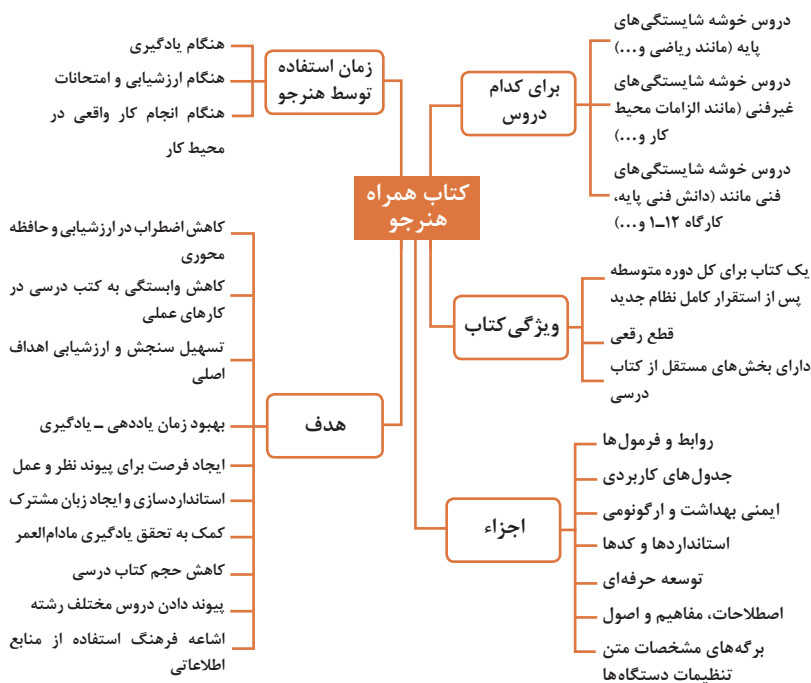 کتاب همراه
هنرجو
برای کدام
دروس
دروس خوشه شایستگی‌های
پایه (مانند ریاضی و...)
دروس خوشه شایستگی‌های
غیرفنی (مانند الزامات محیط
کار و...)
دروس خوشه شایستگی‌های
فنی مانند (دانش فنی پایه،
کارگاه ۱۲ـ۱ و...)
ویژگی کتاب
یک کتاب برای کل دوره متوسطه
پس از استقرار کامل نظام جدید
قطع رقعی
دارای بخش‌های مستقل از کتاب
درسی
اجزاء
روابط و فرمول‌ها
جدول‌های کاربردی
ایمنی بهداشت و ارگونومی
استانداردها و کدها
توسعه حرفه‌ای
اصطلاحات، مفاهیم و اصول
برگه‌های مشخصات متن
تنظیمات دستگاه‌ها
زمان استفاده
توسط هنرجو
هنگام یادگیری
هنگام ارزشیابی و امتحانات
هنگام انجام کار واقعی در
محیط کار
هدف
کاهش اضطراب در ارزشیابی و حافظه
محوری
کاهش وابستگی به کتب درسی در
کارهای عملی
تسهیل سنجش و ارزشیابی اهداف
اصلی
بهبود زمان یاددهی ـ یادگیری
ایجاد فرصت برای پیوند نظر و عمل
استانداردسازی و ایجاد زبان مشترک
کمک به تحقق یادگیری مادام‌العمر
کاهش حجم کتاب درسی
پیوند دادن دروس مختلف رشته
اشاعه فرهنگ استفاده از منابع
اطلاعاتی